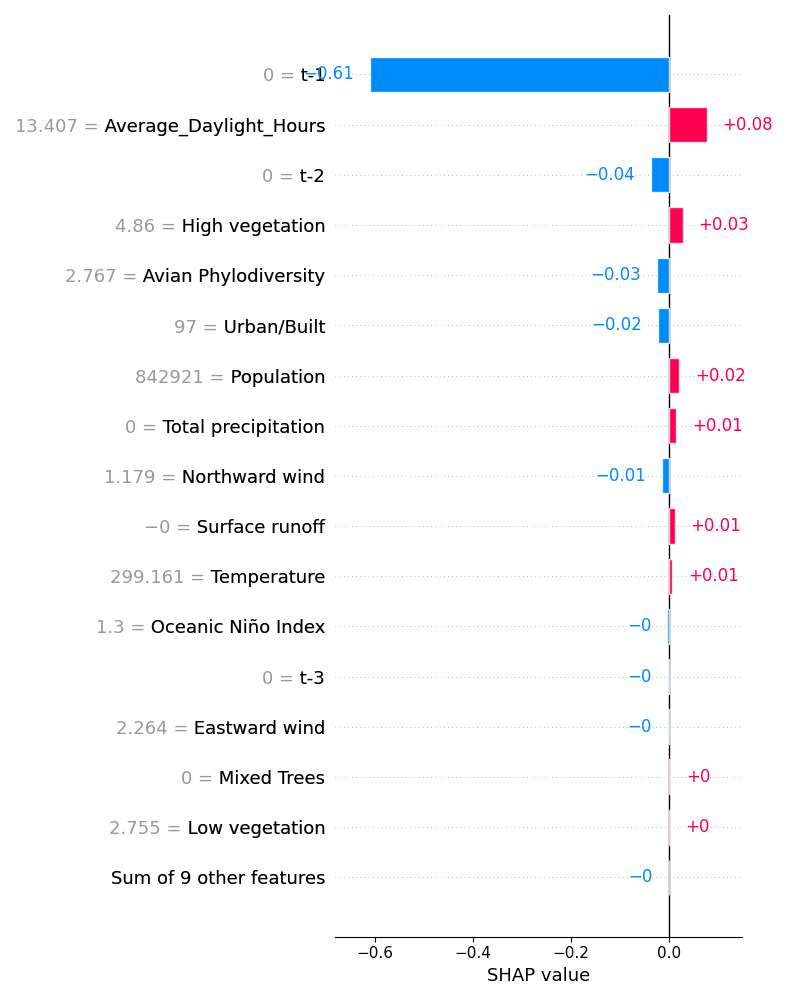 0 = t-1 −0.61
13.407 = Average_Daylight_Hours +0.08
0 = t-2 −0.04
4.86 = High vegetation +0.03
2.767 = Avian Phylodiversity −0.03
97 = Urban/Built −0.02
842921 = Population +0.02
0 = Total precipitation +0.01
1.179 = Northward wind −0.01
−0 = Surface runoff +0.01
299.161 = Temperature +0.01
1.3 = Oceanic Niño Index −0
0 = t-3 −0
2.264 = Eastward wind −0
0 = Mixed Trees +0
2.755 = Low vegetation +0
Sum of 9 other features −0
−0.6 −0.4 −0.2 0.0
SHAP value